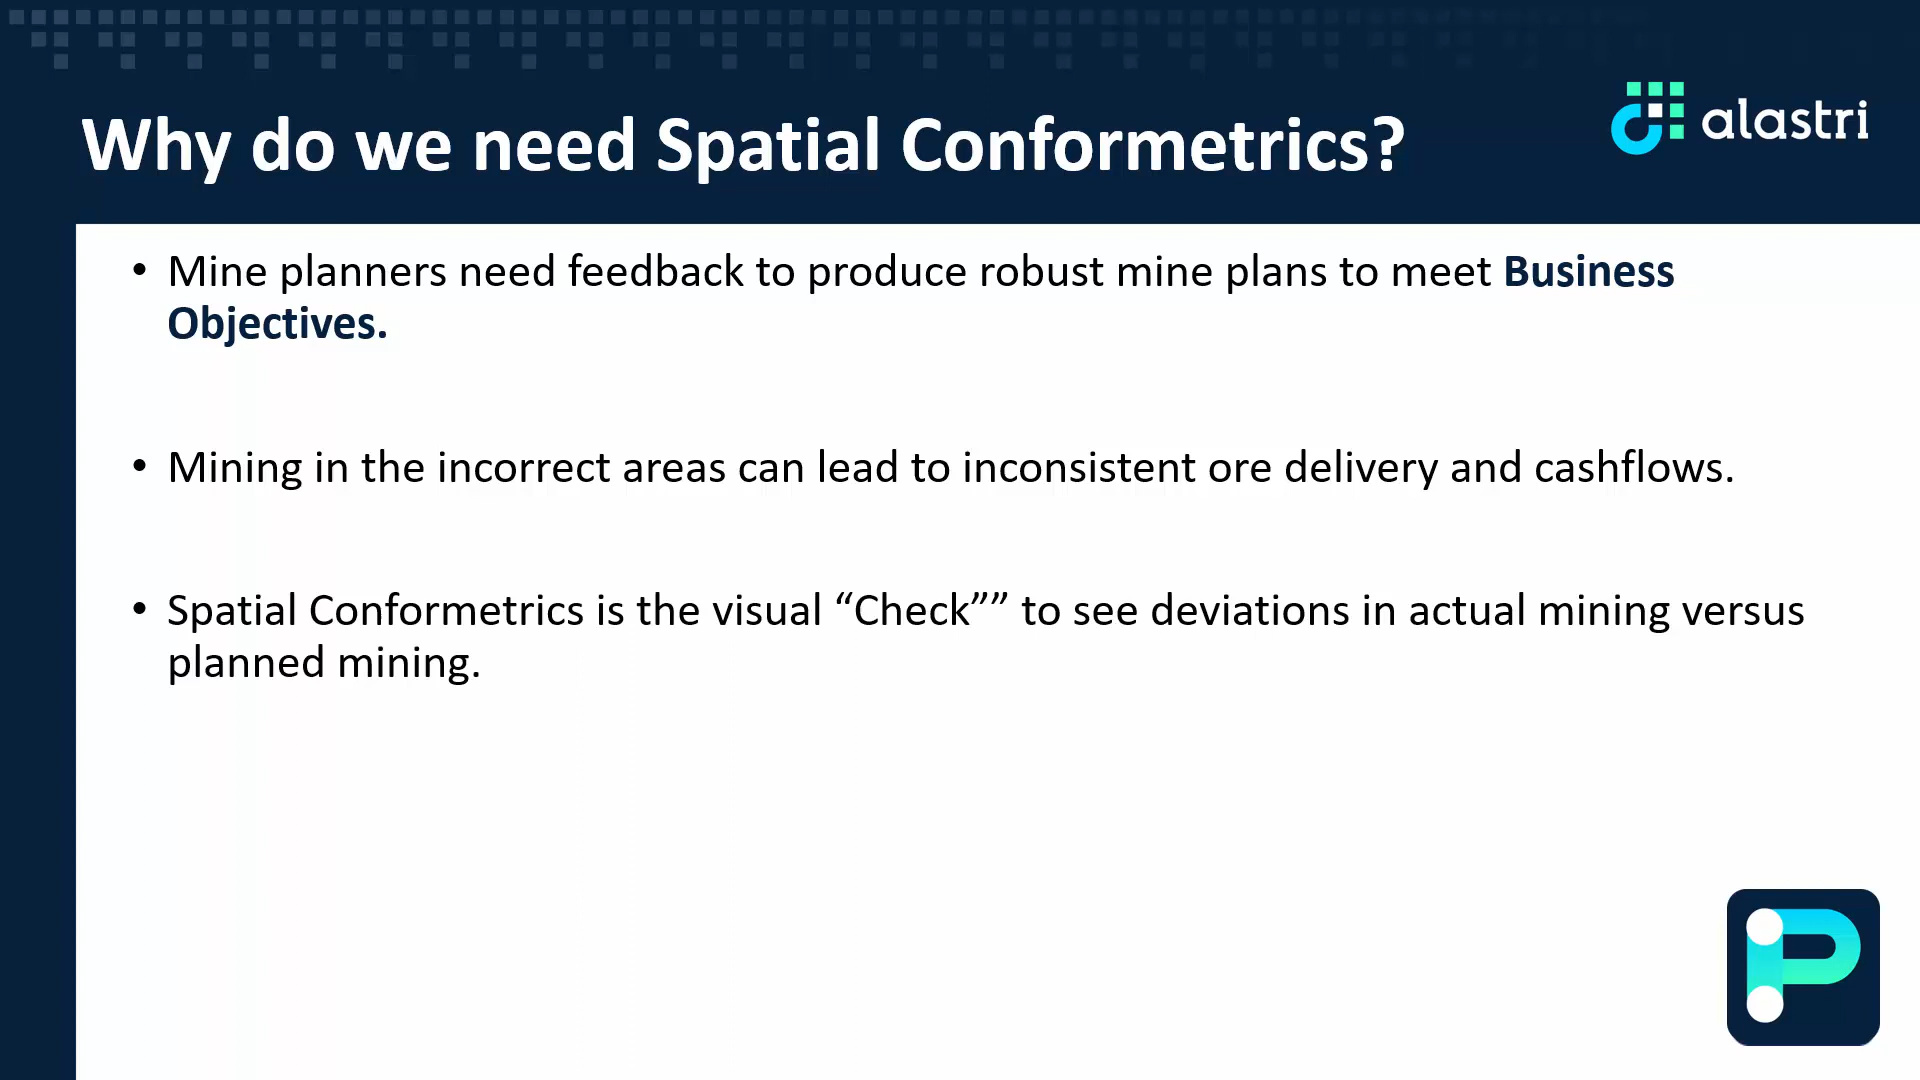 Why do we need Spatial Conformetrics?
alastri
• Mine planners need feedback to produce robust mine plans to meet Business
Objectives.
• Mining in the incorrect areas can lead to inconsistent ore delivery and cashflows.
• Spatial Conformetrics is the visual “Check”” to see deviations in actual mining versus
planned mining.
P